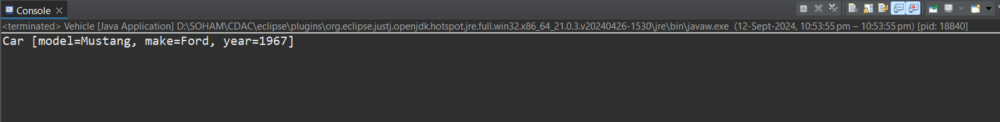 Console
<terminated> Vehicle [Java Application] D:\SOHAM\CDAC\eclipse\plugins\org.eclipse.justj.openjdk.hotspot.jre.full.win32.x86_64_21.0.3.v20240426-1530\jre\bin\javaw.exe (12-Sept-2024, 10:53:55 pm – 10:53:55 pm) [pid: 18840]
Car [model=Mustang, make=Ford, year=1967]